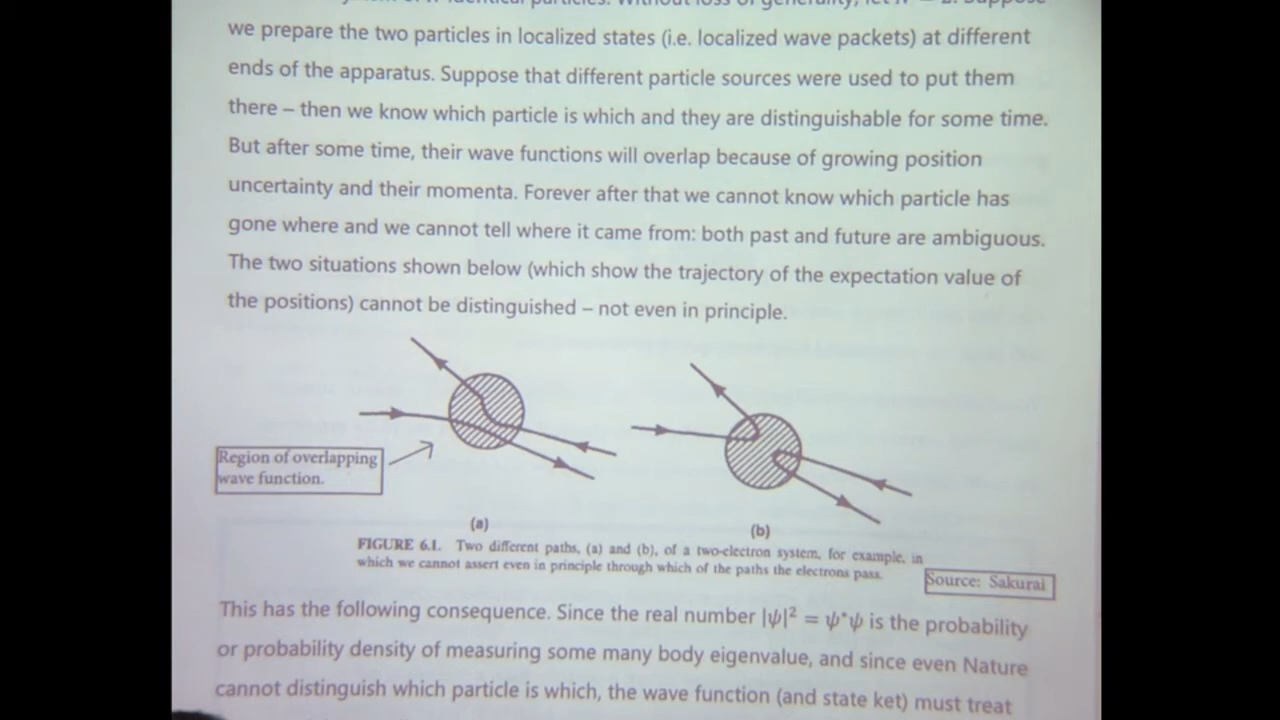 of generality, let
we prepare the two particles in localized states (i.e. localized wave packets) at different
ends of the apparatus. Suppose that different particle sources were used to put them
there – then we know which particle is which and they are distinguishable for some time.
But after some time, their wave functions will overlap because of growing position
uncertainty and their momenta. Forever after that we cannot know which particle has
gone where and we cannot tell where it came from: both past and future are ambiguous.
The two situations shown below (which show the trajectory of the expectation value of
the positions) cannot be distinguished – not even in principle.
Region of overlapping
wave function.
(a)
(b)
FIGURE 6.1. Two different paths, (a) and (b), of a two-electron system, for example, in
which we cannot assert even in principle through which of the paths the electrons pass.
Source: Sakurai
This has the following consequence. Since the real number |ψ|² = ψ*ψ is the probability
or probability density of measuring some many body eigenvalue, and since even Nature
cannot distinguish which particle is which, the wave function (and state ket) must treat